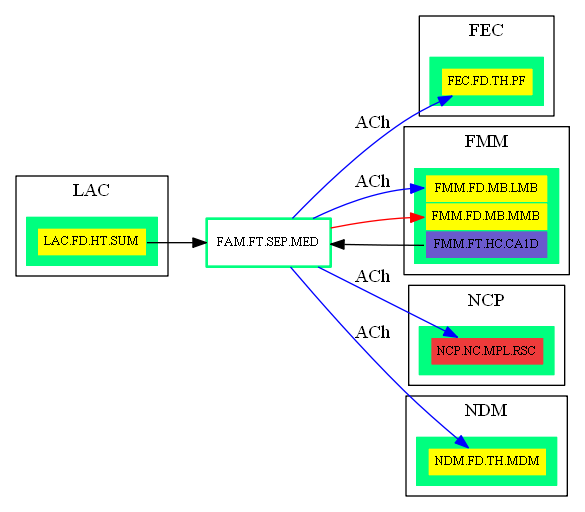 FEC
FEC.FD.TH.PF
ACh
FMM
ACh
LAC
FMM.FD.MB.LMB
FMM.FD.MB.MMB
LAC.FD.HT.SUM
FAM.FT.SEP.MED
FMM.FT.HC.CA1D
ACh
NCP
ACh
NCP.NC.MPL.RSC
NDM
NDM.FD.TH.MDM